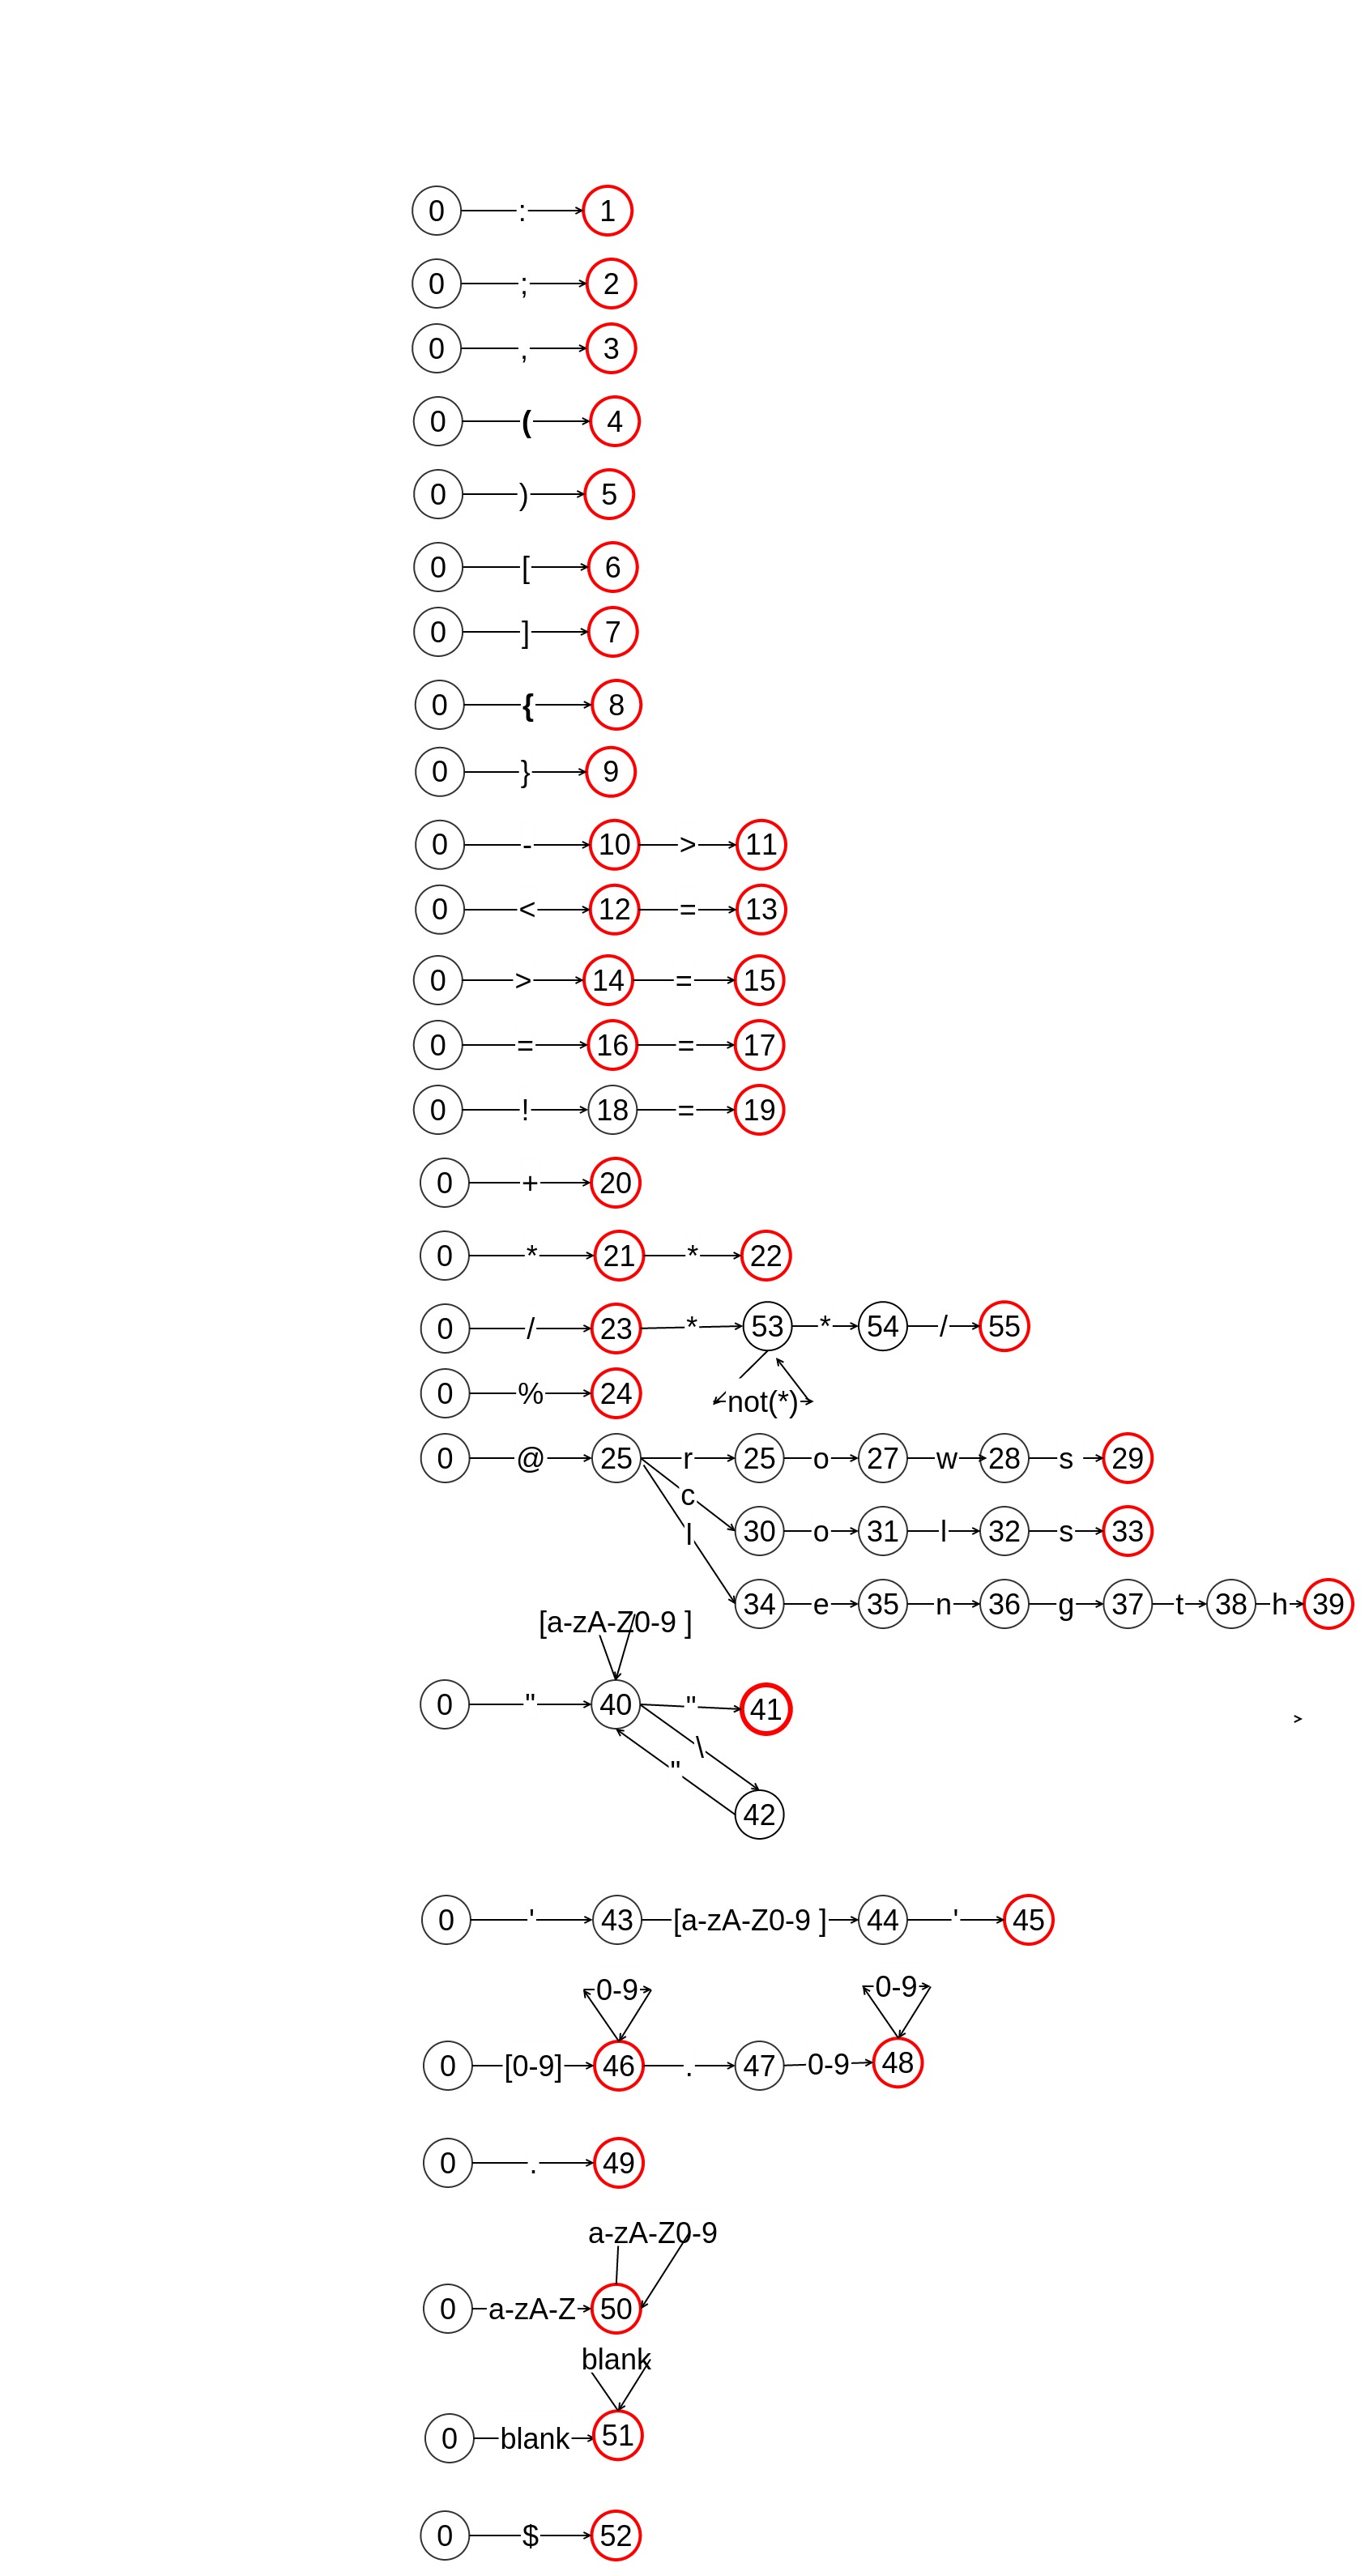 0 : 1
0 ; 2
0 , 3
0 ( 4
0 ) 5
0 [ 6
0 ] 7
0 { 8
0 } 9
0 - 10 > 11
0 < 12 = 13
0 > 14 = 15
0 = 16 = 17
0 ! 18 = 19
0 + 20
0 * 21 * 22
0 / 23 * 53 * 54 / 55
0 % 24
not(*)
0 @ 25 r 25 o 27 w 28 s 29
c
30 o 31 l 32 s 33
l
34 e 35 n 36 g 37 t 38 h 39
[a-zA-Z0-9 ]
0 " 40 " 41
\
"
42
0 ' 43 [a-zA-Z0-9 ] 44 ' 45
0-9 0-9
0 [0-9] 46 . 47 0-9 48
0 . 49
a-zA-Z0-9
0 a-zA-Z 50
blank
0 blank 51
0 $ 52